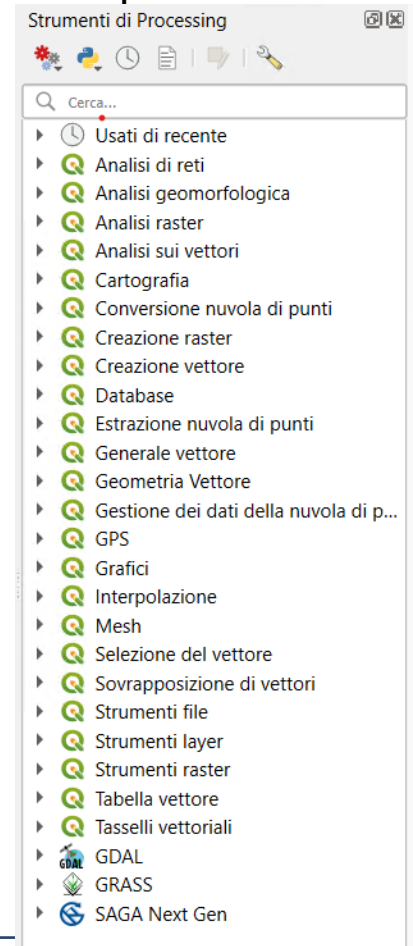 Strumenti di Processing
Cerca...
Usati di recente
Analisi di reti
Analisi geomorfologica
Analisi raster
Analisi sui vettori
Cartografia
Conversione nuvola di punti
Creazione raster
Creazione vettore
Database
Estrazione nuvola di punti
Generale vettore
Geometria Vettore
Gestione dei dati della nuvola di p...
GPS
Grafici
Interpolazione
Mesh
Selezione del vettore
Sovrapposizione di vettori
Strumenti file
Strumenti layer
Strumenti raster
Tabella vettore
Tasselli vettoriali
GDAL GDAL
GRASS
SAGA Next Gen